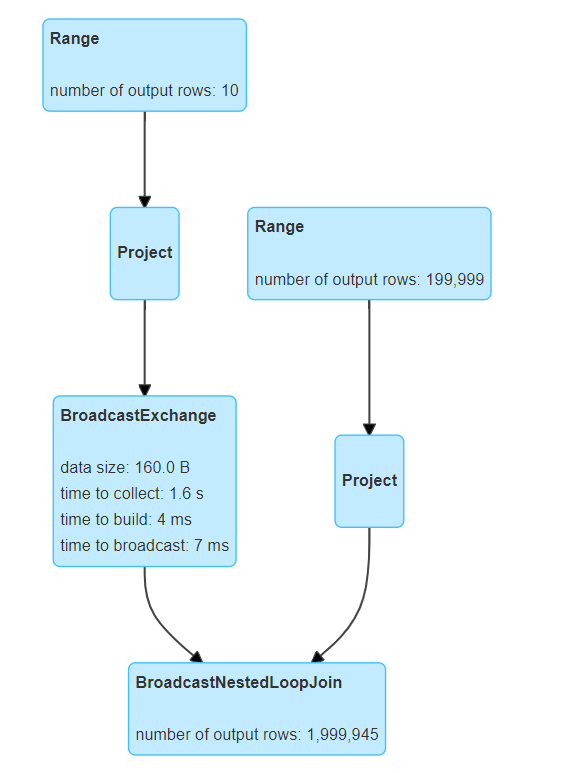 Range
number of output rows: 10
Project
Range
number of output rows: 199,999
BroadcastExchange
data size: 160.0 B
time to collect: 1.6 s
time to build: 4 ms
time to broadcast: 7 ms
Project
BroadcastNestedLoopJoin
number of output rows: 1,999,945